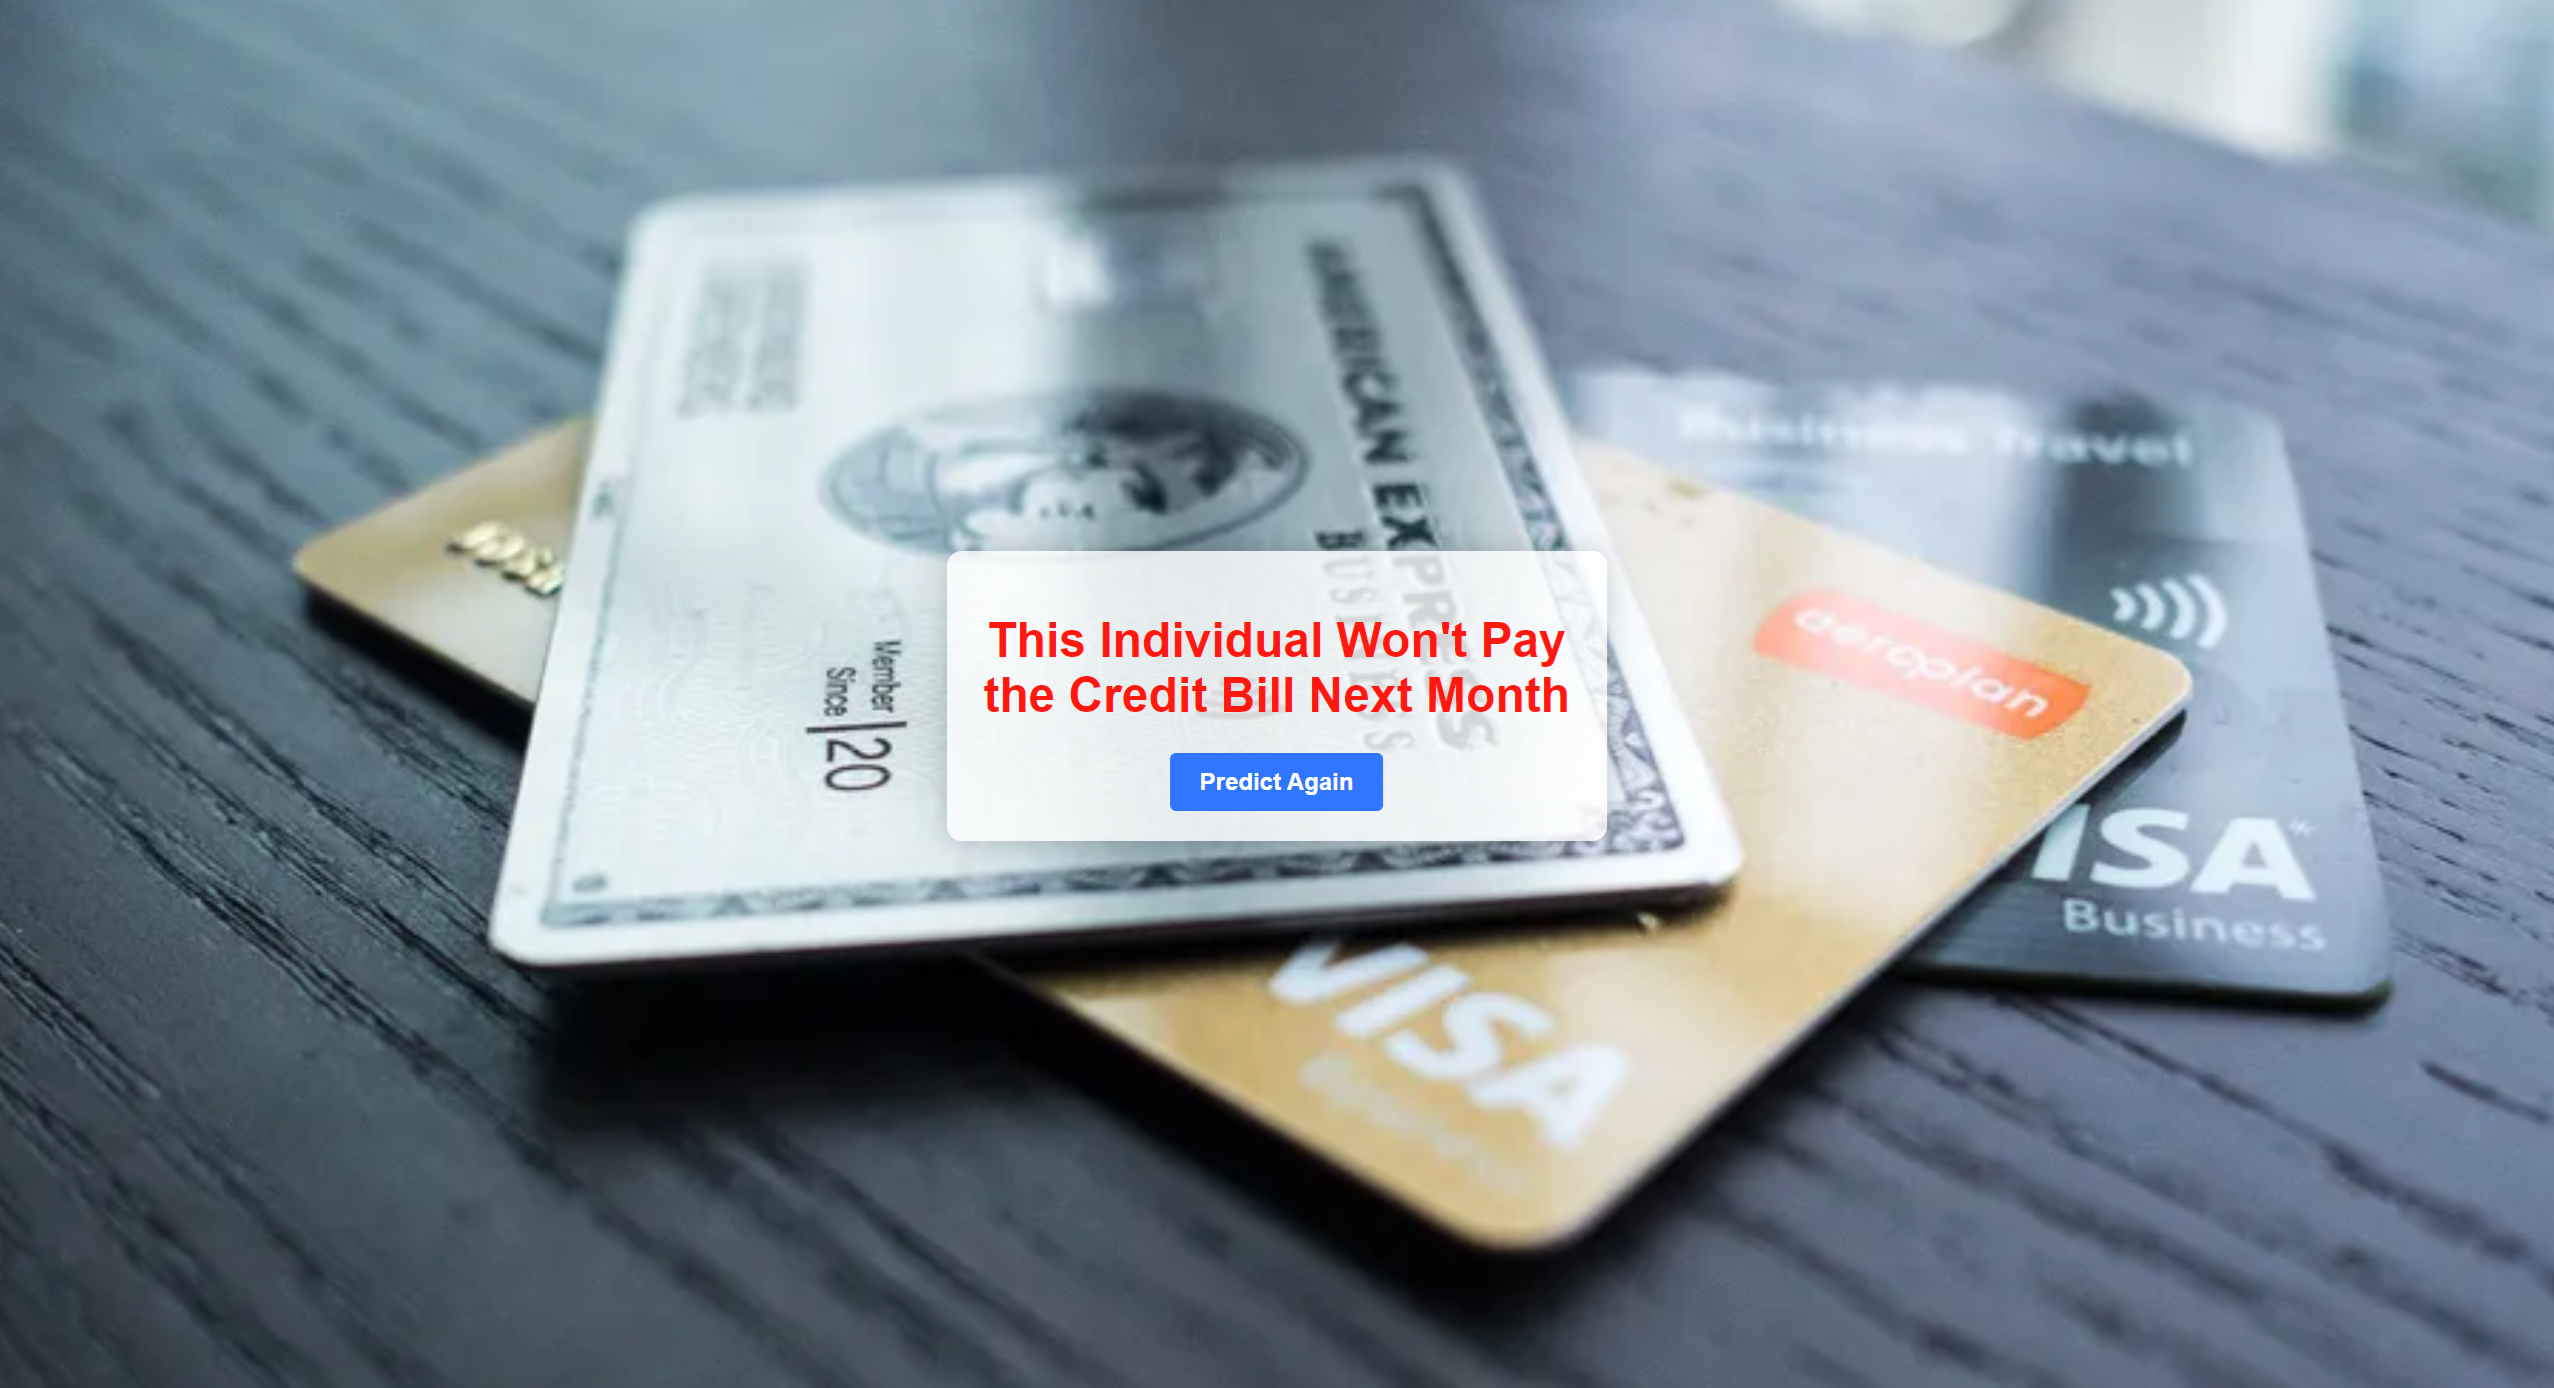 AMERICAN EXPRESS
BUSINESS
Business Travel
Member
Since
20
aeroplan
This Individual Won't Pay
the Credit Bill Next Month
Predict Again
VISA
ISA
Business